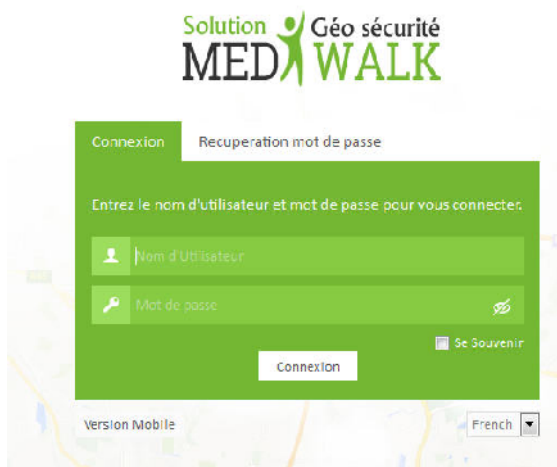 Solution Géo sécurité
MED WALK
Connexion Recuperation mot de passe
Entrez le nom d'utilisateur et mot de passe pour vous connecter.
Nom d'Utilisateur
Mot de passe
Se Souvenir
Connexion
Version Mobile French